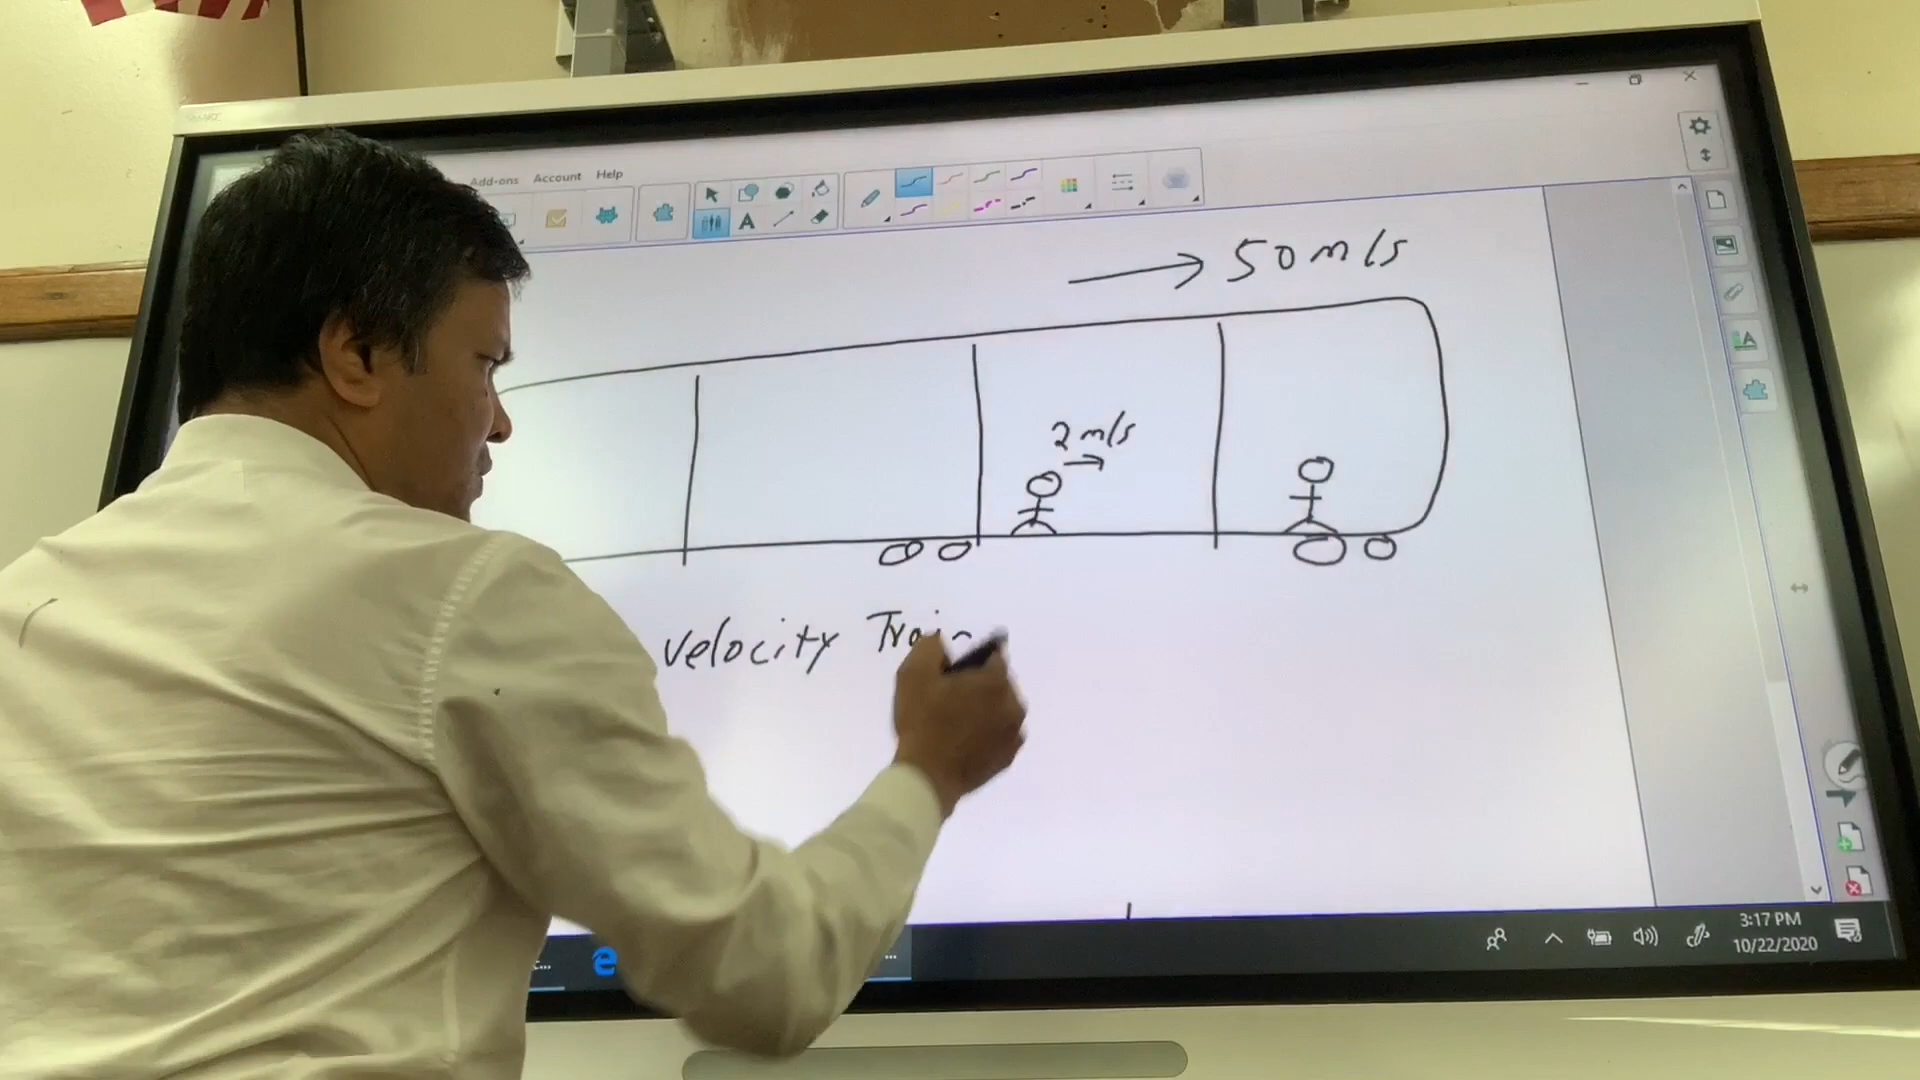 Add-ons Account Help
A
50 m/s
2 m/s
velocity Train
3:17 PM
10/22/2020